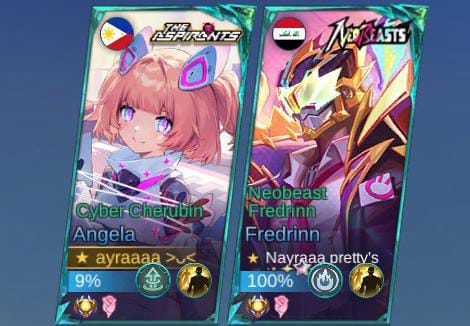 THE ASPIRANTS
Cyber Cherubin
Angela
★ ayraaaa >ᴗ<
9%
NEOBEASTS
Neobeast
Fredrinn
Fredrinn
★ Nayraaa pretty's
100%